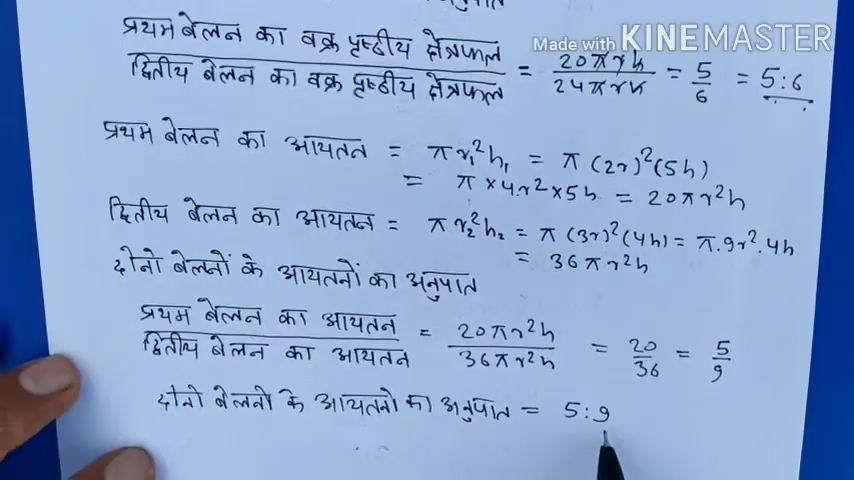 अनुपात
Made with KINEMASTER
प्रथम बेलन का वक्र पृष्ठीय क्षेत्रफल / द्वितीय बेलन का वक्र पृष्ठीय क्षेत्रफल = 20πrh / 24πrh = 5/6 = 5:6
प्रथम बेलन का आयतन = πr₁²h₁ = π(2r)²(5h)
= π×4r²×5h = 20πr²h
द्वितीय बेलन का आयतन = πr₂²h₂ = π(3r)²(4h) = π.9r².4h
= 36πr²h
दोनो बेलनों के आयतनों का अनुपात
प्रथम बेलन का आयतन / द्वितीय बेलन का आयतन = 20πr²h / 36πr²h = 20/36 = 5/9
दोनो बेलनो के आयतनो का अनुपात = 5:9